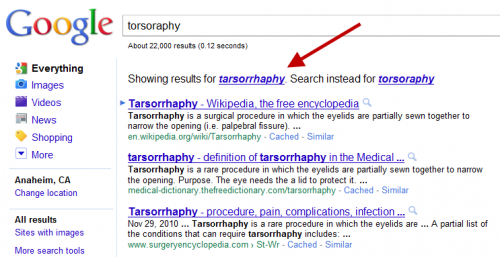 Google
torsoraphy
About 22,000 results (0.12 seconds)
Everything
Images
Videos
News
Shopping
More
Anaheim, CA
Change location
All results
Sites with images
More search tools
Showing results for tarsorrhaphy. Search instead for torsoraphy
Tarsorrhaphy - Wikipedia, the free encyclopedia
Tarsorrhaphy is a surgical procedure in which the eyelids are partially sewn together to
narrow the opening (i.e. palpebral fissure). ...
en.wikipedia.org/wiki/Tarsorrhaphy - Cached - Similar
tarsorrhaphy - definition of tarsorrhaphy in the Medical ...
Tarsorrhaphy is a rare procedure in which the eyelids are partially sewn together to narrow
the opening. Purpose. The eye needs the a lid to protect it. ...
medical-dictionary.thefreedictionary.com/tarsorrhaphy - Cached - Similar
Tarsorrhaphy - procedure, pain, complications, infection ...
Nov 29, 2010 ... Tarsorrhaphy is a rare procedure in which the eyelids are ... A partial list of
the conditions that can require tarsorrhaphy includes: ...
www.surgeryencyclopedia.com › St-Wr - Cached - Similar